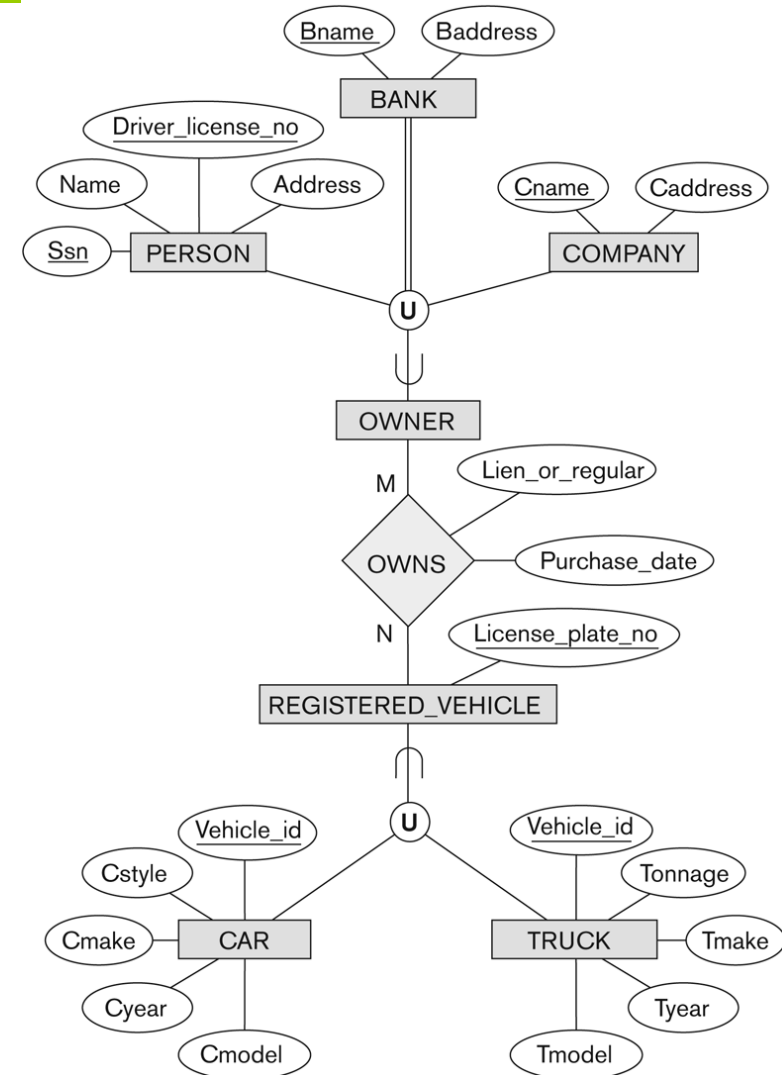 Bname
Baddress
BANK
Driver_license_no
Name
Address
Cname
Caddress
Ssn
PERSON
COMPANY
U
OWNER
M
Lien_or_regular
OWNS
Purchase_date
N
License_plate_no
REGISTERED_VEHICLE
U
Vehicle_id
Vehicle_id
Cstyle
Tonnage
Cmake
CAR
TRUCK
Tmake
Cyear
Tyear
Cmodel
Tmodel